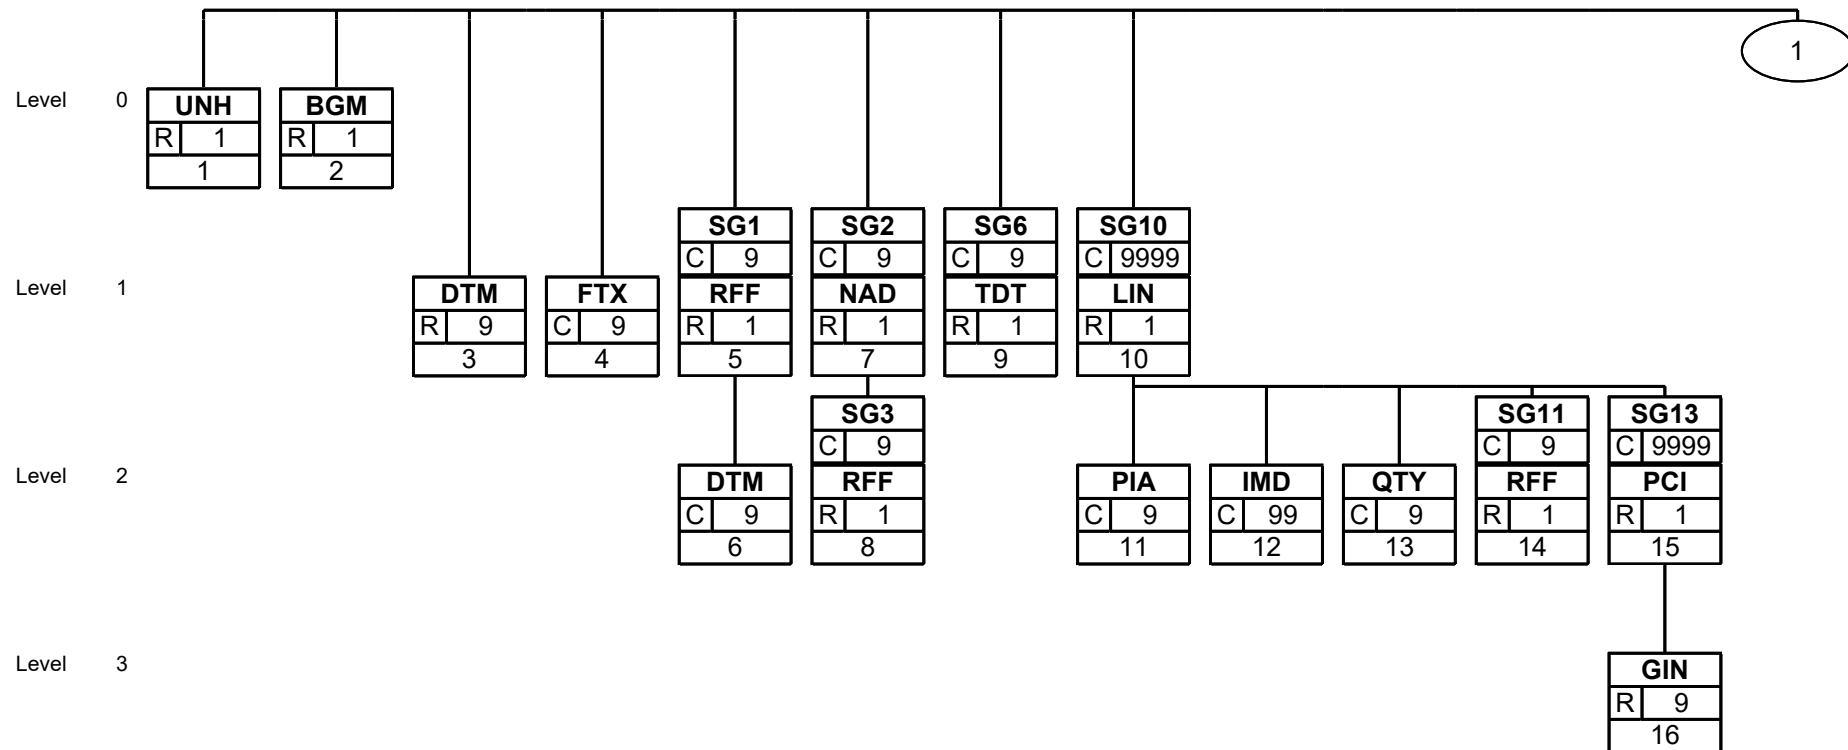 1
Level 0 UNH BGM
R 1 R 1
1 2
SG1 SG2 SG6 SG10
C 9 C 9 C 9 C 9999
Level 1 DTM FTX RFF NAD TDT LIN
R 9 C 9 R 1 R 1 R 1 R 1
3 4 5 7 9 10
SG3 SG11 SG13
C 9 C 9 C 9999
Level 2 DTM RFF PIA IMD QTY RFF PCI
C 9 R 1 C 9 C 99 C 9 R 1 R 1
6 8 11 12 13 14 15
Level 3 GIN
R 9
16